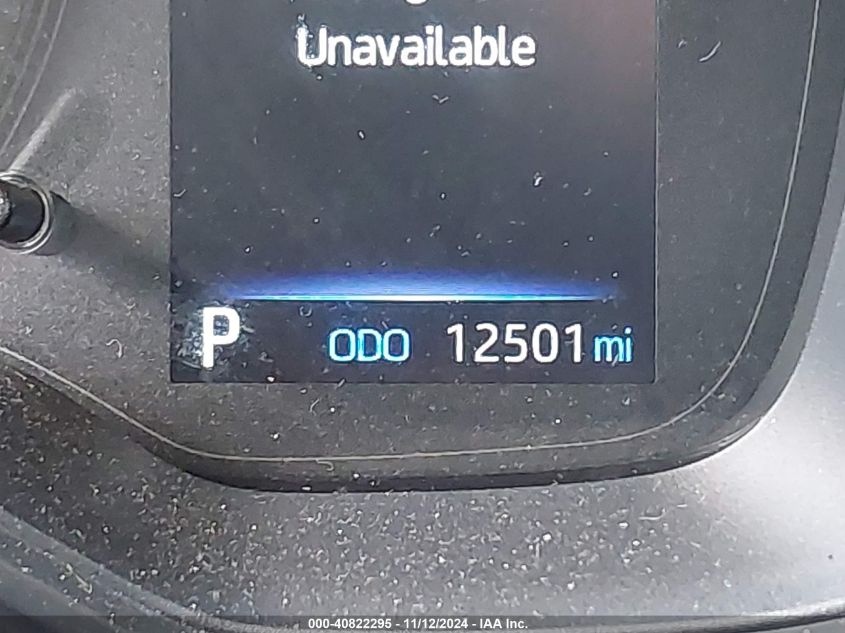 Unavailable
P ODO 12501 mi
000-40822295 - 11/12/2024 - IAA Inc.